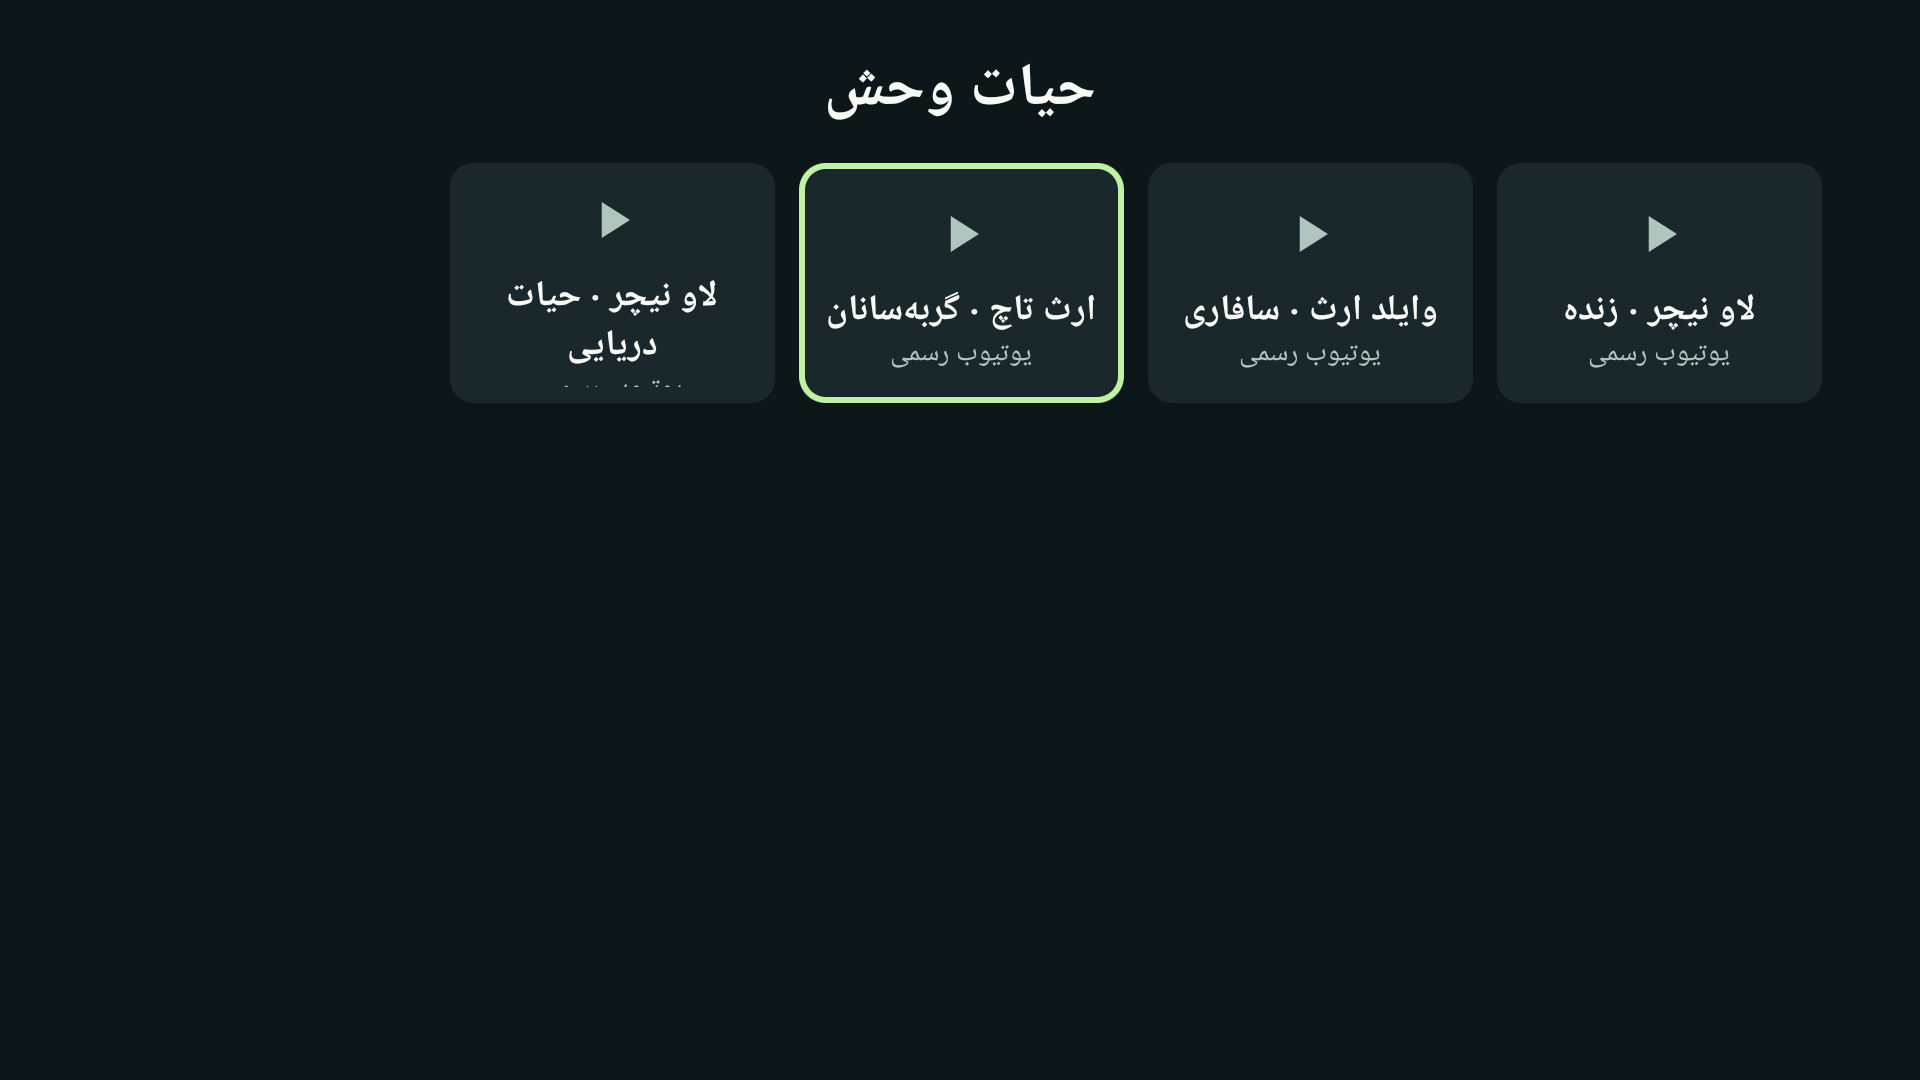 حیات وحش
لاو نیچر · زنده
یوتیوب رسمی
وایلد ارث · سافاری
یوتیوب رسمی
ارث تاچ · گربه‌سانان
یوتیوب رسمی
لاو نیچر · حیات
دریایی